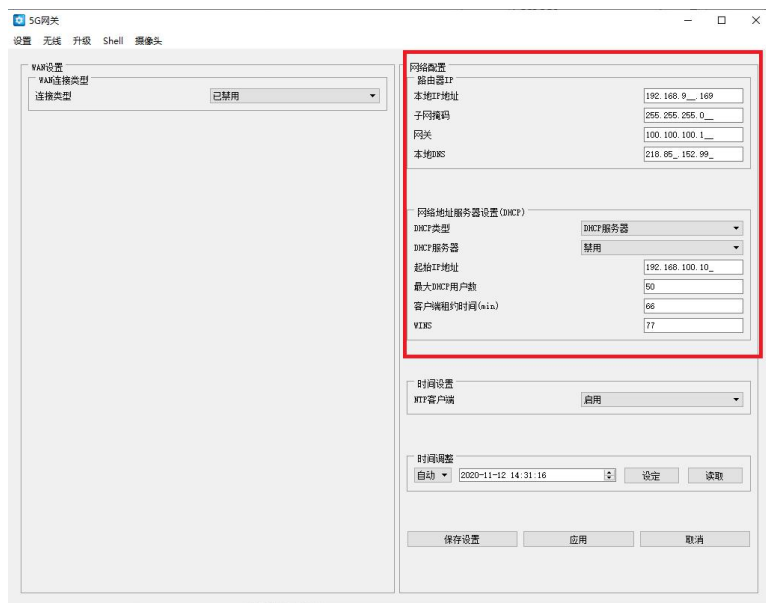 5G网关
设置 无线 升级 Shell 摄像头
WAN设置
WAN连接类型
连接类型 已禁用
网络配置
路由器IP
本地IP地址 192.168.9__.169
子网掩码 255.255.255.0__
网关 100.100.100.1__
本地DNS 218.85_.152.99_
网络地址服务器设置(DHCP)
DHCP类型 DHCP服务器
DHCP服务器 禁用
起始IP地址 192.168.100.10_
最大DHCP用户数 50
客户端租约时间(min) 66
WINS 77
时间设置
NTP客户端 启用
时间调整
自动 2020-11-12 14:31:16 设定 读取
保存设置 应用 取消